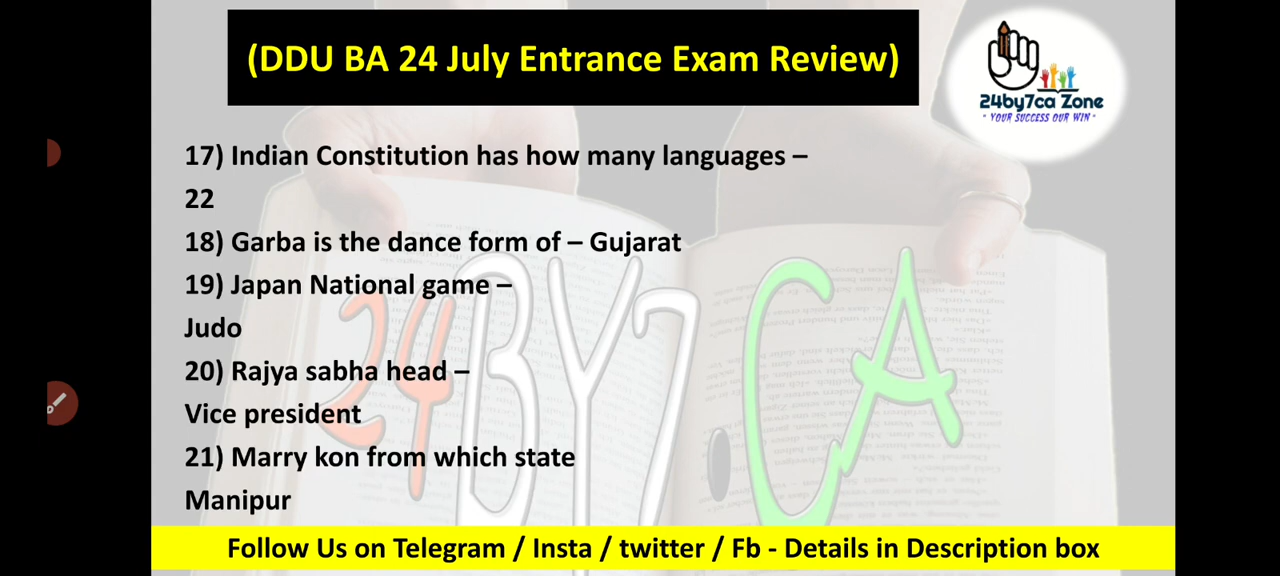 (DDU BA 24 July Entrance Exam Review)
24by7ca Zone
" YOUR SUCCESS OUR WIN "
17) Indian Constitution has how many languages –
22
18) Garba is the dance form of – Gujarat
19) Japan National game –
Judo
20) Rajya sabha head –
Vice president
21) Marry kon from which state
Manipur
24BY7.CA
Follow Us on Telegram / Insta / twitter / Fb - Details in Description box